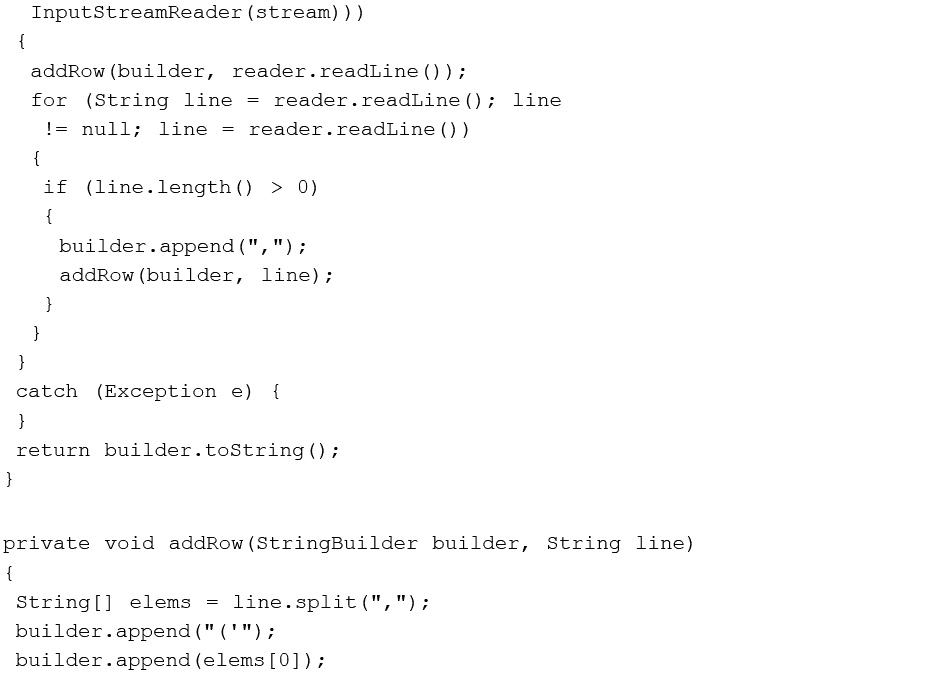 InputStreamReader(stream)))
{
addRow(builder, reader.readLine());
for (String line = reader.readLine(); line
!= null; line = reader.readLine())
{
if (line.length() > 0)
{
builder.append(",");
addRow(builder, line);
}
}
}
catch (Exception e) {
}
return builder.toString();
}

private void addRow(StringBuilder builder, String line)
{
String[] elems = line.split(",");
builder.append("('");
builder.append(elems[0]);